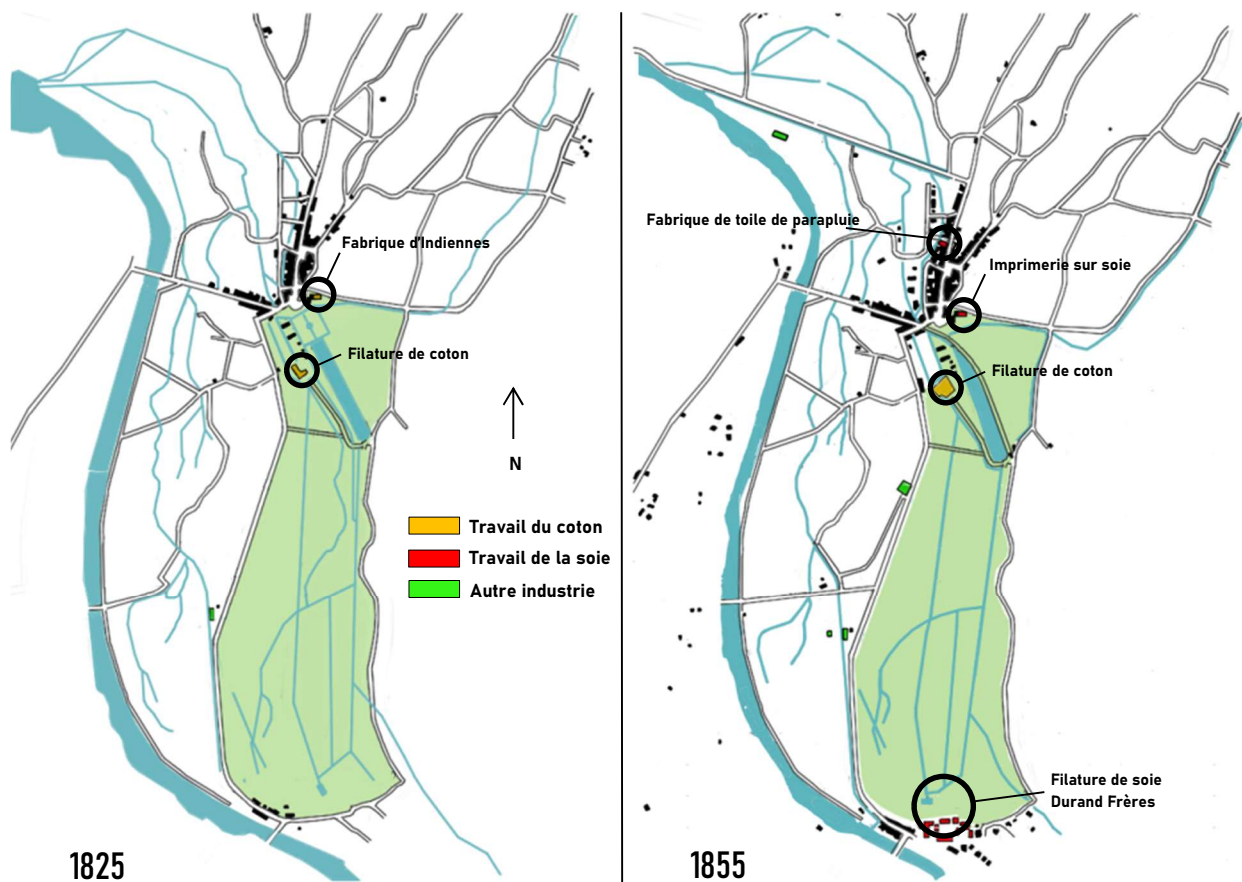 Fabrique d'Indiennes
Filature de coton
N
Travail du coton
Travail de la soie
Autre industrie
1825
Fabrique de toile de parapluie
Imprimerie sur soie
Filature de coton
Filature de soie
Durand Frères
1855